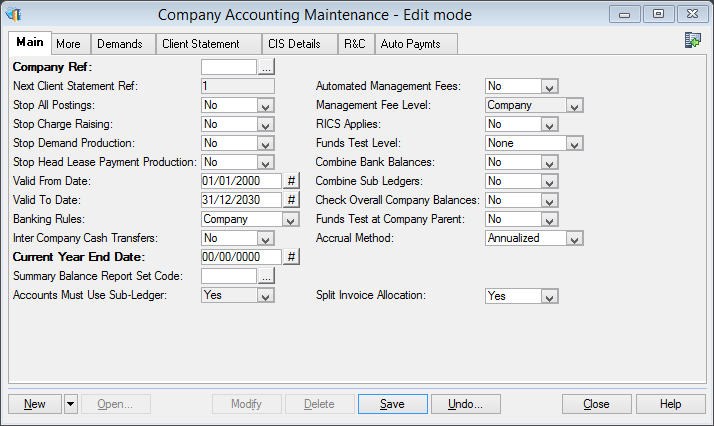 Company Accounting Maintenance - Edit mode
Main More Demands Client Statement CIS Details R&C Auto Paymts
Company Ref: ...
Next Client Statement Ref: 1 Automated Management Fees: No
Stop All Postings: No Management Fee Level: Company
Stop Charge Raising: No RICS Applies: No
Stop Demand Production: No Funds Test Level: None
Stop Head Lease Payment Production: No Combine Bank Balances: No
Valid From Date: 01/01/2000 # Combine Sub Ledgers: No
Valid To Date: 31/12/2030 # Check Overall Company Balances: No
Banking Rules: Company Funds Test at Company Parent: No
Inter Company Cash Transfers: No Accrual Method: Annualized
Current Year End Date: 00/00/0000 #
Summary Balance Report Set Code: ...
Accounts Must Use Sub-Ledger: Yes Split Invoice Allocation: Yes
New Open... Modify Delete Save Undo... Close Help